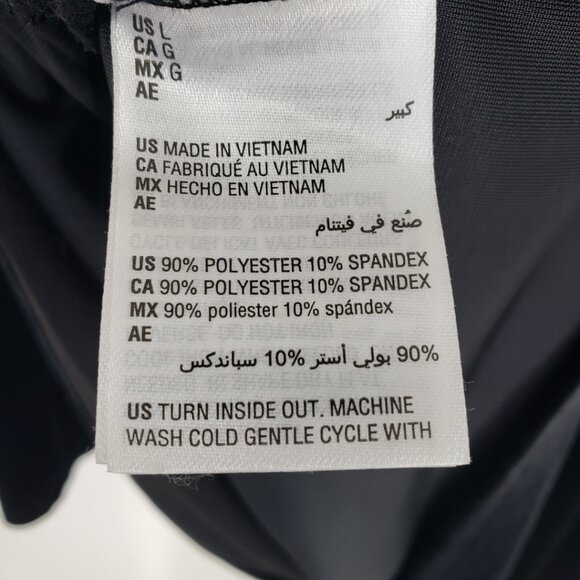 US L
CA G
MX G
AE
كبير
US MADE IN VIETNAM
CA FABRIQUÉ AU VIETNAM
MX HECHO EN VIETNAM
AE
صُنع في فيتنام
US 90% POLYESTER 10% SPANDEX
CA 90% POLYESTER 10% SPANDEX
MX 90% poliester 10% spándex
AE
90% بولي أستر 10% سباندكس
US TURN INSIDE OUT. MACHINE
WASH COLD GENTLE CYCLE WITH